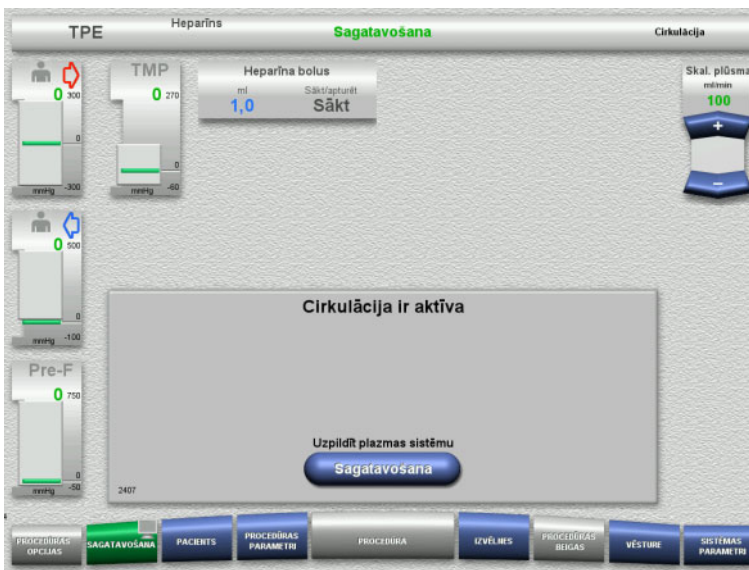 TPE
Heparīns
Sagatavošana
Cirkulācija
0
300
0
mmHg
-300
TMP
0
270
0
mmHg
-60
Heparīna bolus
ml
Sākt/apturēt
1,0
Sākt
Skal. plūsma
ml/min
100
+
−
0
500
0
mmHg
-100
Pre-F
0
750
0
mmHg
-50
Cirkulācija ir aktīva
Uzpildīt plazmas sistēmu
Sagatavošana
2407
PROCEDŪRAS
OPCIJAS
SAGATAVOŠANA
PACIENTS
PROCEDŪRAS
PARAMETRI
PROCEDŪRA
IZVĒLNES
PROCEDŪRAS
BEIGAS
VĒSTURE
SISTĒMAS
PARAMETRI